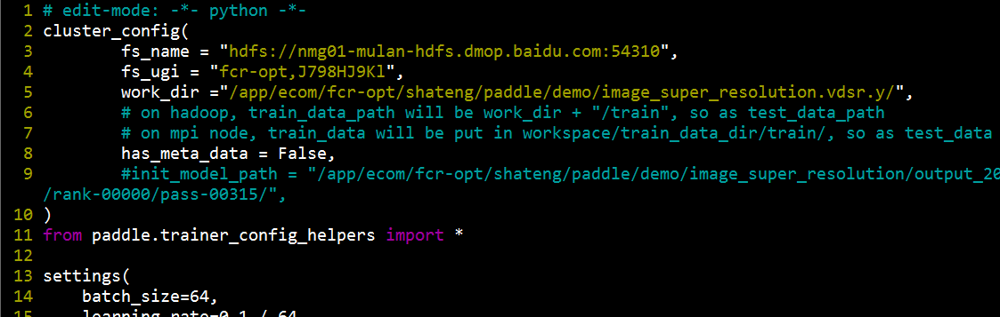 1 # edit-mode: -*- python -*-
2 cluster_config(
3 fs_name = "hdfs://nmg01-mulan-hdfs.dmop.baidu.com:54310",
4 fs_ugi = "fcr-opt,J798HJ9Kl",
5 work_dir ="/app/ecom/fcr-opt/shateng/paddle/demo/image_super_resolution.vdsr.y/",
6 # on hadoop, train_data_path will be work_dir + "/train", so as test_data_path
7 # on mpi node, train_data will be put in workspace/train_data_dir/train/, so as test_data
8 has_meta_data = False,
9 #init_model_path = "/app/ecom/fcr-opt/shateng/paddle/demo/image_super_resolution/output_20
/rank-00000/pass-00315/",
10 )
11 from paddle.trainer_config_helpers import *
12
13 settings(
14 batch_size=64,
15 learning_rate=0.1 / 64